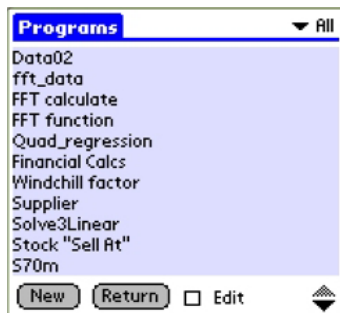 Programs All
Data02
fft_data
FFT calculate
FFT function
Quad_regression
Financial Calcs
Windchill factor
Supplier
Solve3Linear
Stock "Sell At"
S70m
New Return Edit